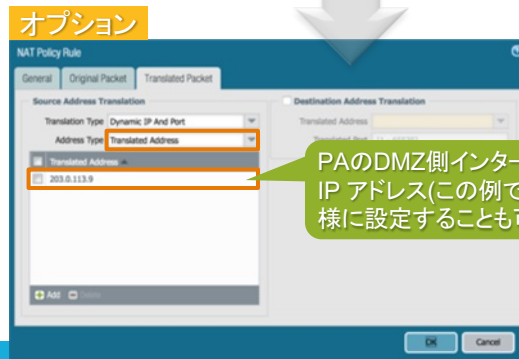 オプション
NAT Policy Rule
General Original Packet Translated Packet
Source Address Translation
Translation Type Dynamic IP And Port
Address Type Translated Address
Translated Address
203.0.113.9
Add Delete
Destination Address Translation
Translated Address
Translated Port
PAのDMZ側インター
IP アドレス(この例で
様に設定することも
OK Cancel